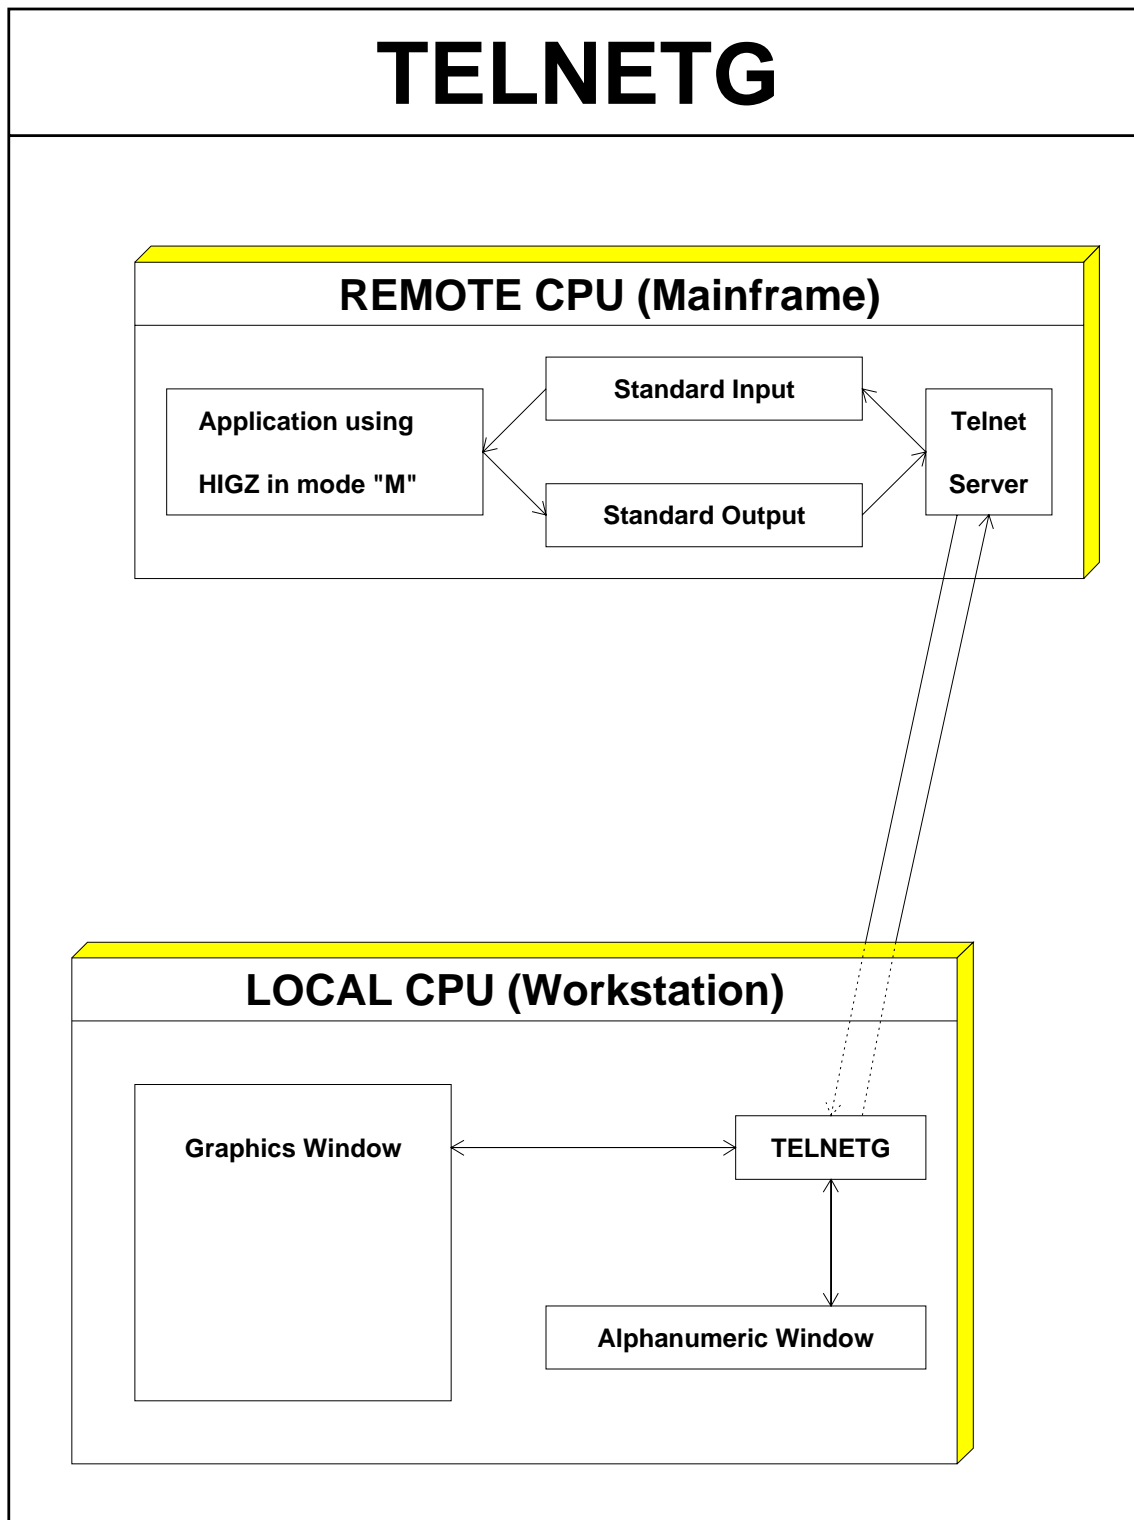 TELNETG
REMOTE CPU (Mainframe)
Application using
HIGZ in mode "M"
Standard Input
Standard Output
Telnet
Server
LOCAL CPU (Workstation)
Graphics Window
TELNETG
Alphanumeric Window